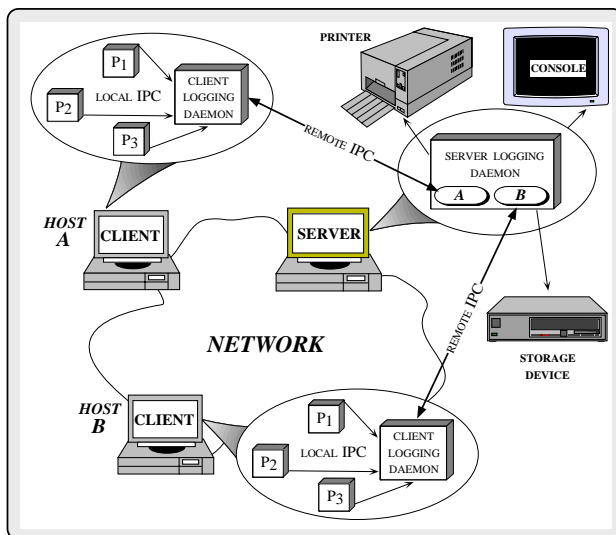 PRINTER
CONSOLE
P1
P2
P3
LOCAL IPC
CLIENT
LOGGING
DAEMON
REMOTE IPC
SERVER LOGGING
DAEMON
A
B
HOST
A
CLIENT
SERVER
REMOTE IPC
STORAGE
DEVICE
NETWORK
HOST
B
CLIENT
P1
P2
P3
LOCAL IPC
CLIENT
LOGGING
DAEMON